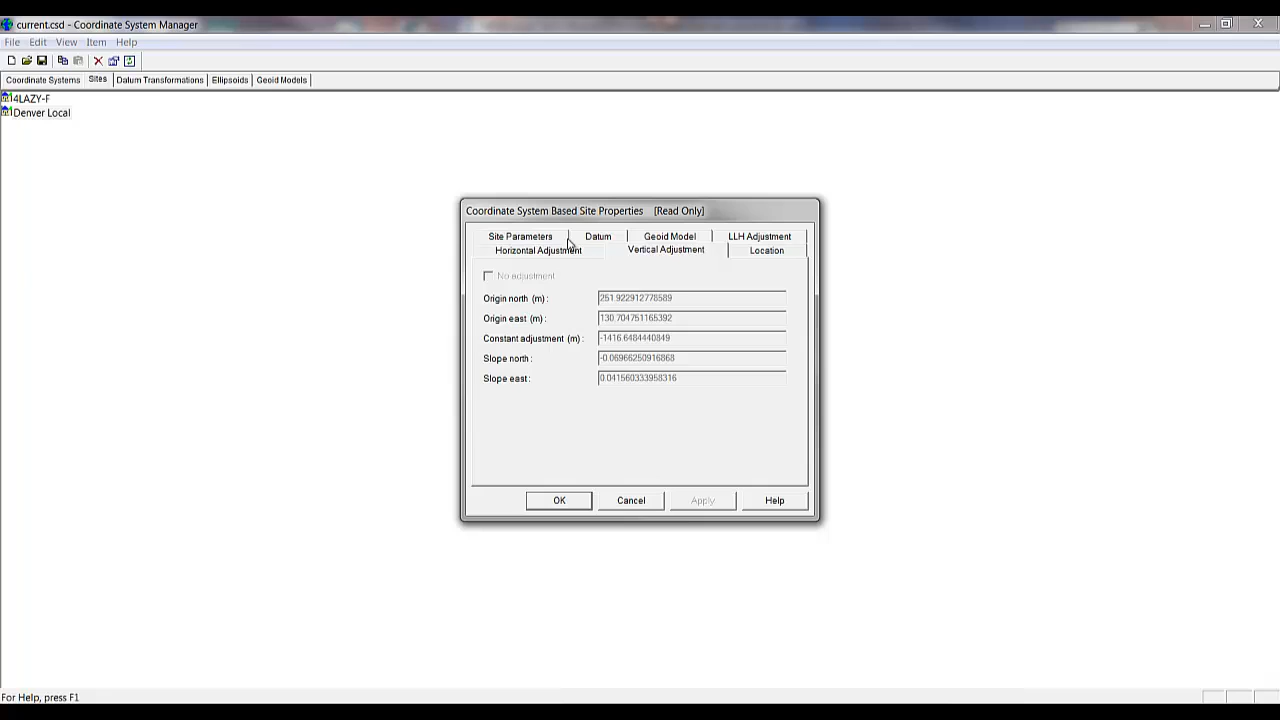 current.csd - Coordinate System Manager
File Edit View Item Help
Coordinate Systems Sites Datum Transformations Ellipsoids Geoid Models
14LAZY-F
Denver Local
Coordinate System Based Site Properties [Read Only]
Site Parameters Datum Geoid Model LLH Adjustment
Horizontal Adjustment Vertical Adjustment Location
No adjustment
Origin north (m) : 251.922912778589
Origin east (m) : 130.704751165392
Constant adjustment (m) : -1416.6484440849
Slope north : -0.06966250916868
Slope east : 0.041560333958316
OK Cancel Apply Help
For Help, press F1